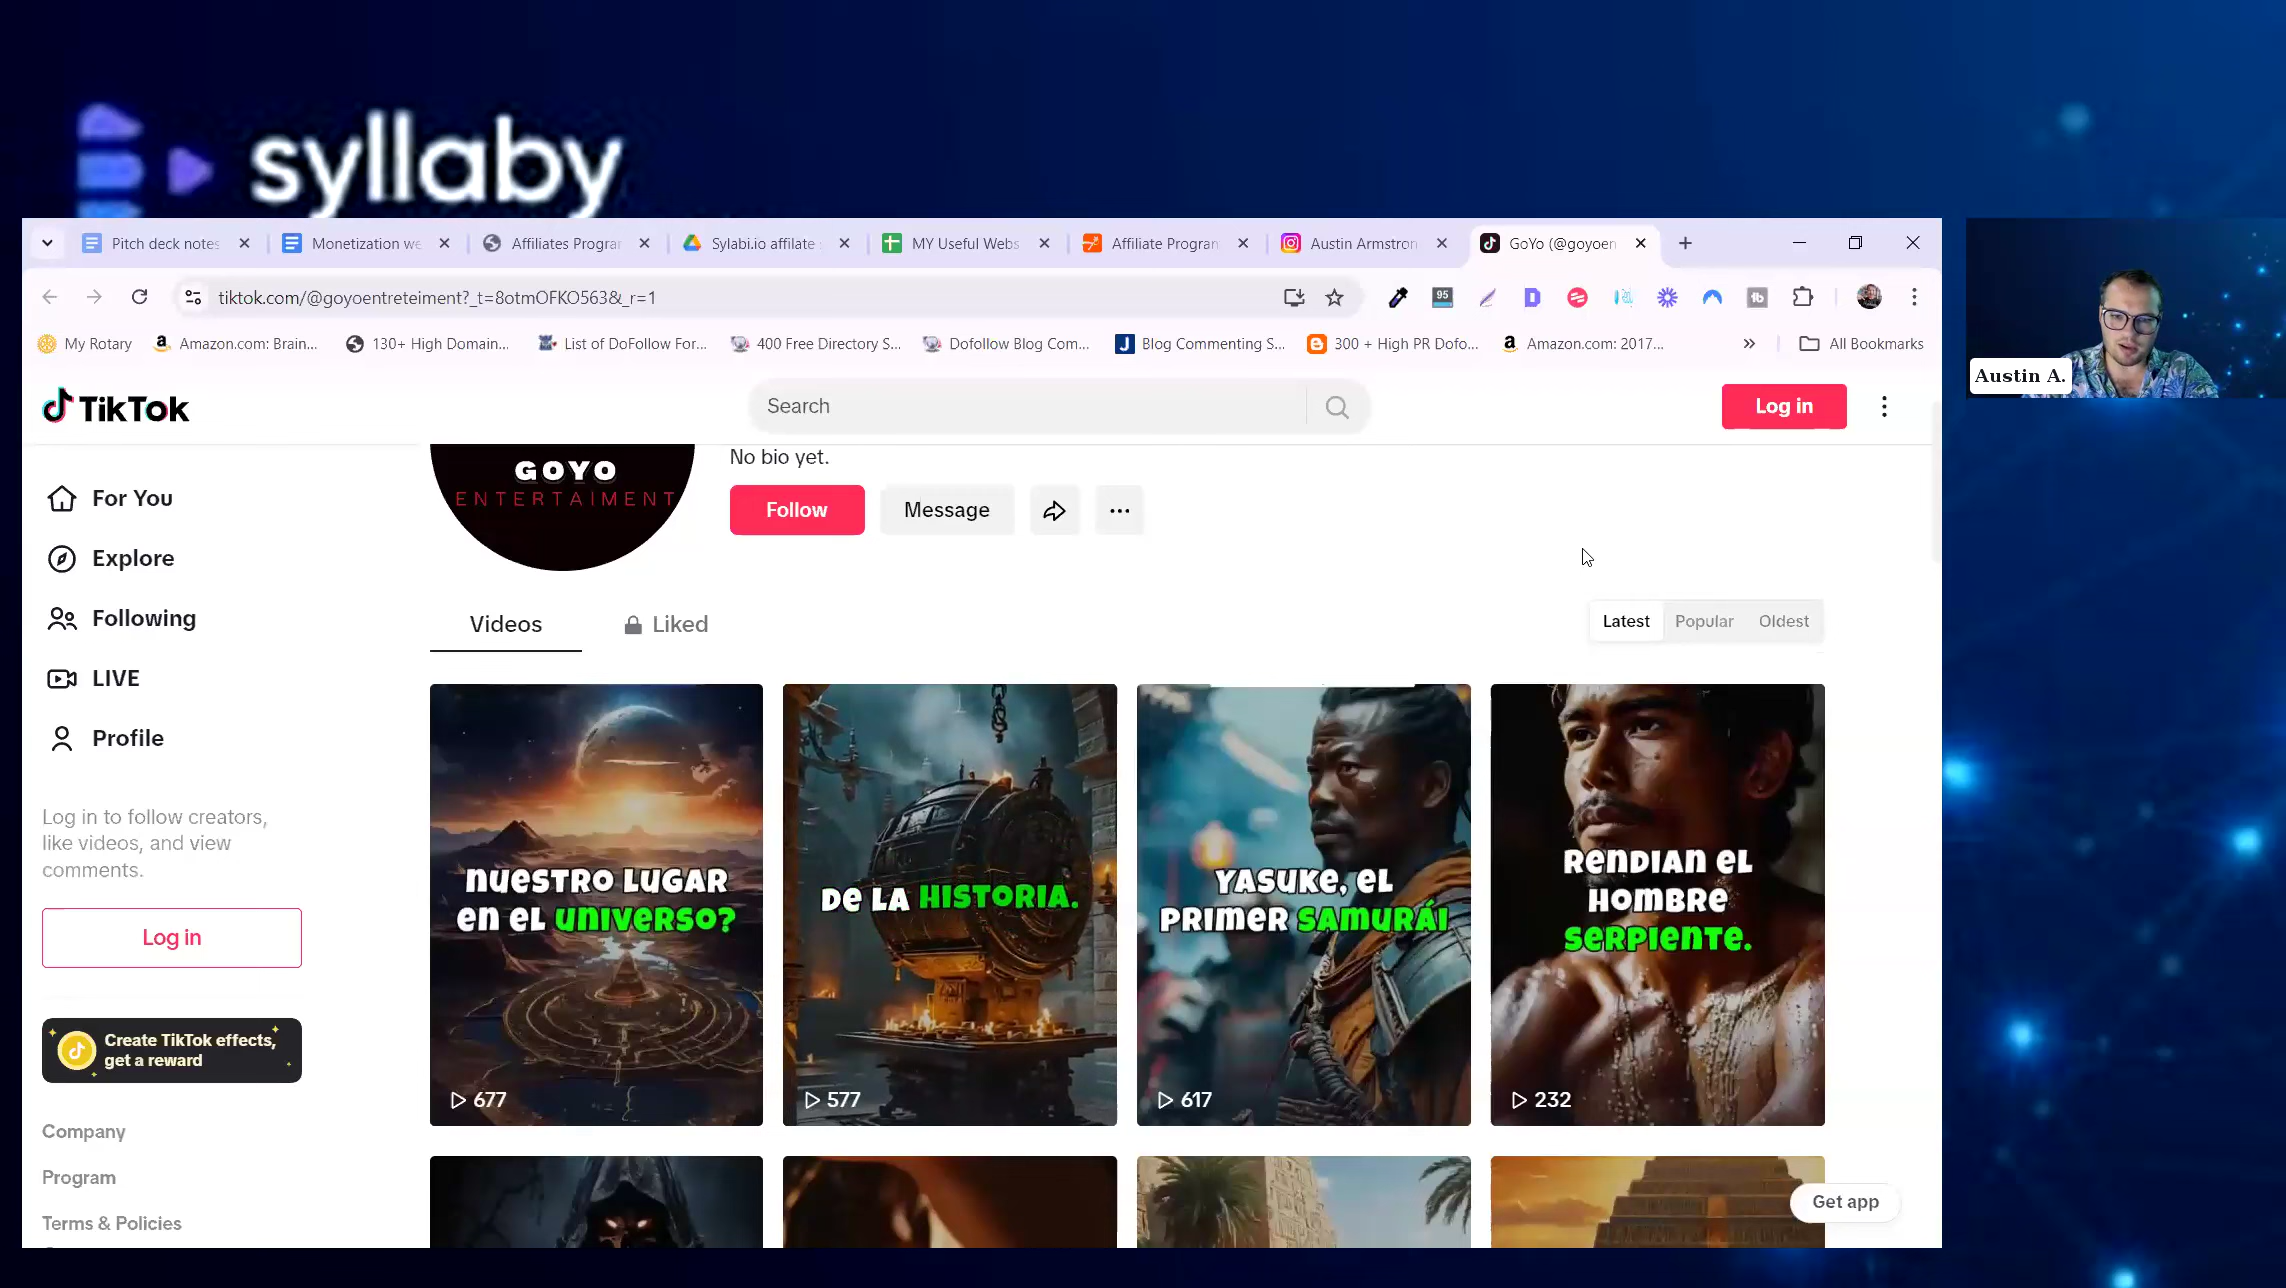 syllaby
Pitch deck notes
Monetization we
Affiliates Progra
Sylabi.io affilate
MY Useful Webs
Affiliate Program
Austin Armstron
GoYo (@goyoen
tiktok.com/@goyoentreteiment?_t=8otmOFKO563&_r=1
95
My Rotary
Amazon.com: Brain...
130+ High Domain...
List of DoFollow For...
400 Free Directory S...
Dofollow Blog Com...
Blog Commenting S...
300 + High PR Dofo...
Amazon.com: 2017...
All Bookmarks
Austin A.
TikTok
Search
Log in
For You
Explore
Following
LIVE
Profile
Log in to follow creators,
like videos, and view
comments.
Log in
Create TikTok effects,
get a reward
Company
Program
Terms & Policies
GOYO
ENTERTAIMENT
No bio yet.
Follow
Message
Videos
Liked
Latest
Popular
Oldest
NUESTRO LUGAR
EN EL UNIVERSO?
677
DE LA HISTORIA.
577
YASUKE, EL
PRIMER SAMURÁI
617
RENDIAN EL
HOMBRE
SERPIENTE.
232
Get app